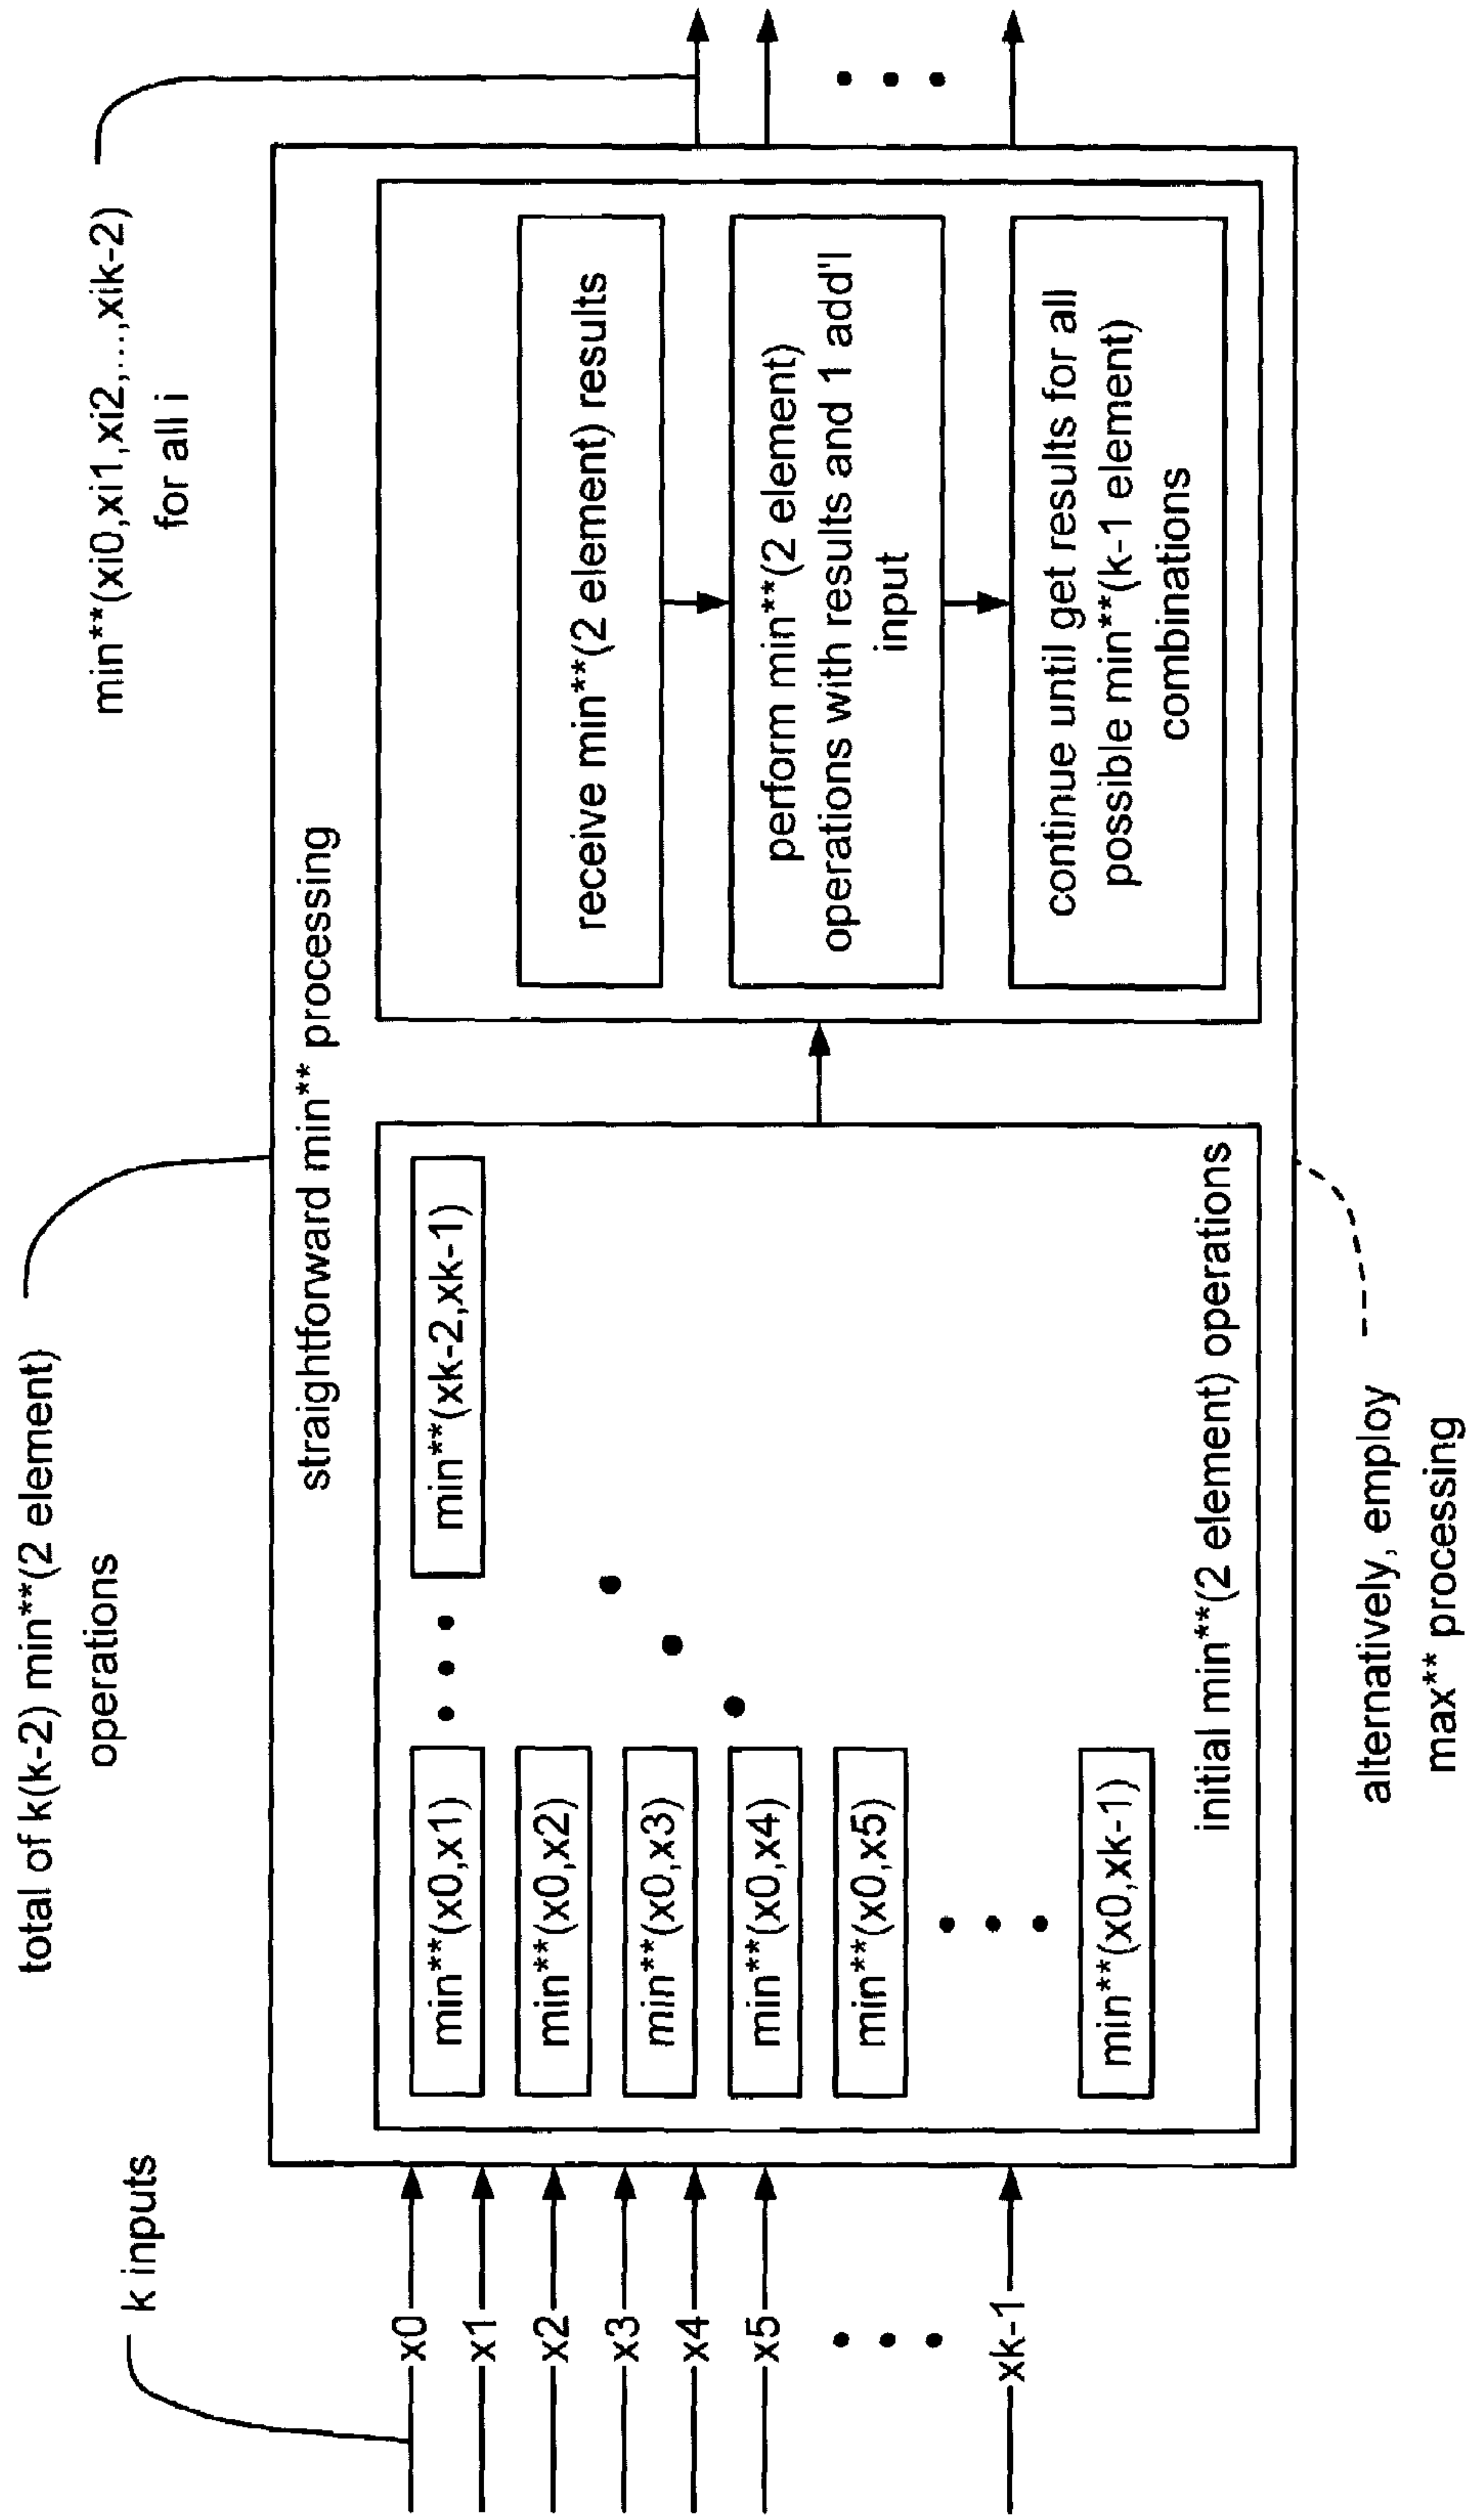 total of k(k-2) min**(2 element)
operations
min**(xi0,xi1,xi2,...,xik-2)
for all i
k inputs
straightforward min** processing
x0
x1
x2
x3
x4
x5
xk-1
min**(x0,x1)
min**(xk-2,xk-1)
min**(x0,x2)
min**(x0,x3)
min**(x0,x4)
min**(x0,x5)
min**(x0,xk-1)
initial min**(2 element) operations
receive min**(2 element) results
perform min**(2 element)
operations with results and 1 add'l
input
continue until get results for all
possible min**(k-1 element)
combinations
alternatively, employ
max** processing